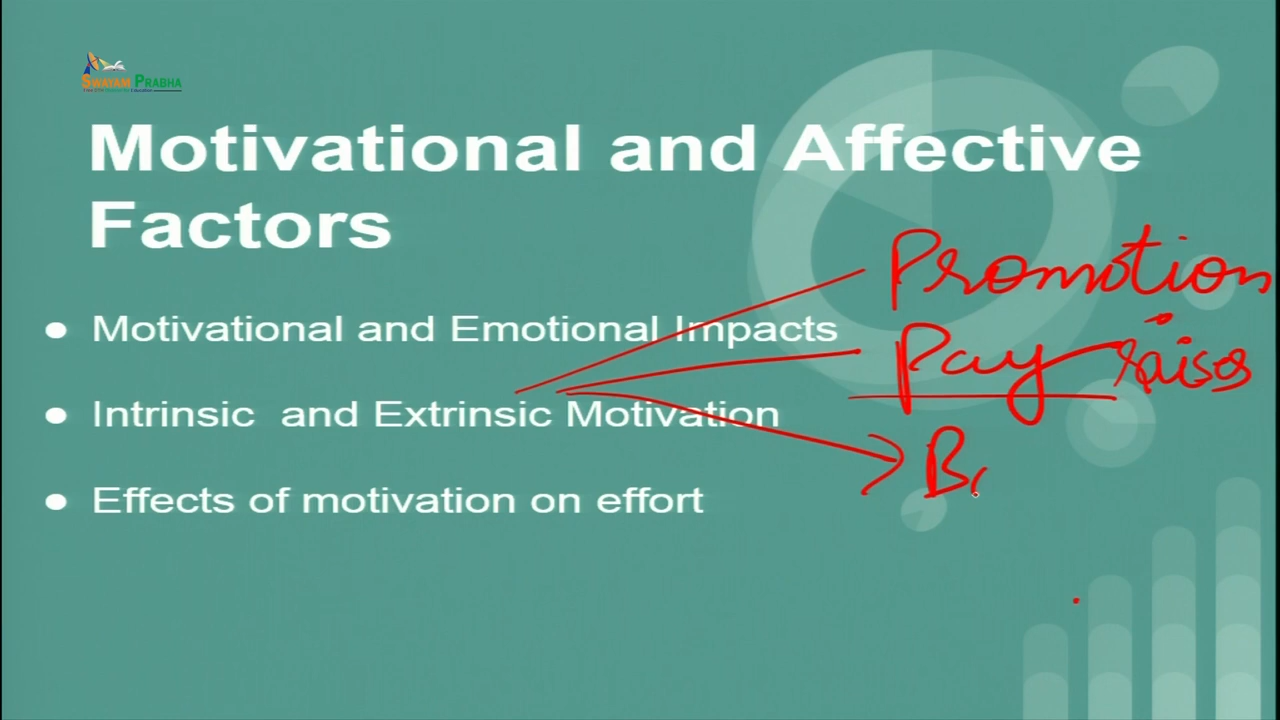 SWAYAM PRABHA
Motivational and Affective
Factors
Promotion
Motivational and Emotional Impacts
Pay raises
Intrinsic and Extrinsic Motivation
B
Effects of motivation on effort